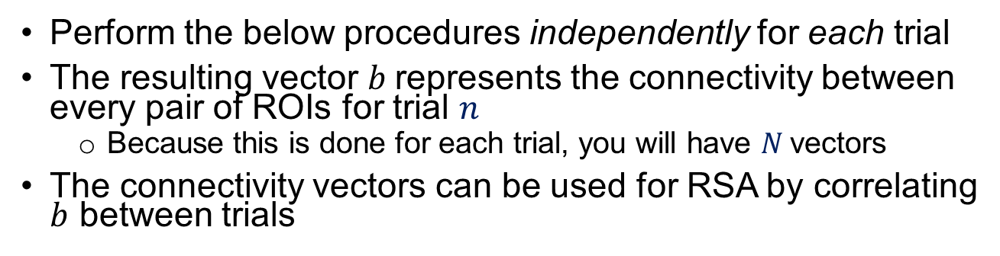 • Perform the below procedures independently for each trial
• The resulting vector b represents the connectivity between
every pair of ROIs for trial n
○ Because this is done for each trial, you will have N vectors
• The connectivity vectors can be used for RSA by correlating
b between trials